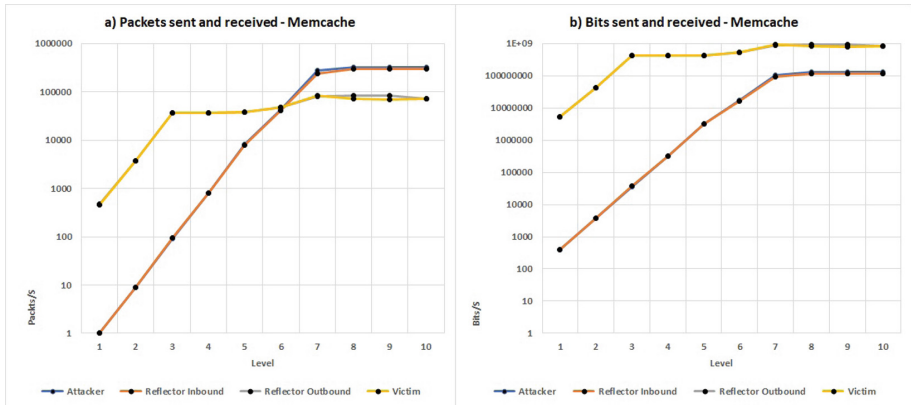 a) Packets sent and received - Memcache
1000000
100000
10000
1000
100
10
1
Packts/S
1 2 3 4 5 6 7 8 9 10
Level
Attacker Reflector Inbound Reflector Outbound Victim
b) Bits sent and received - Memcache
1E+09
100000000
10000000
1000000
100000
10000
1000
100
10
1
Bits/S
1 2 3 4 5 6 7 8 9 10
Level
Attacker Reflector Inbound Reflector Outbound Victim